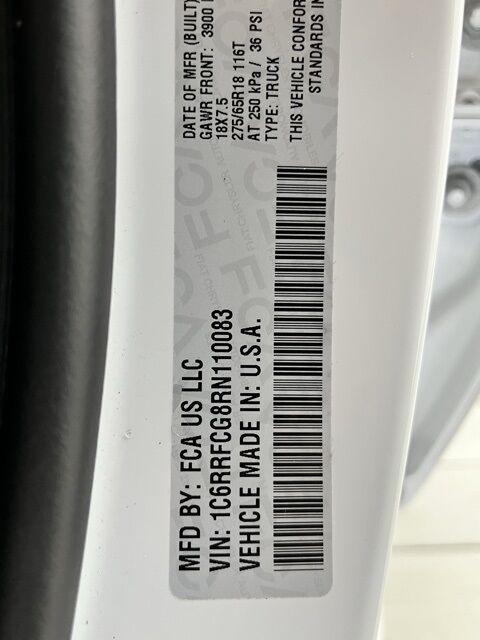 MFD BY: FCA US LLC
VIN: 1C6RRFCG8RN110083
VEHICLE MADE IN: U.S.A.
DATE OF MFR (BUILT)
GAWR FRONT: 3900
18X7.5
275/65R18 116T
AT 250 kPa / 36 PSI
TYPE: TRUCK
THIS VEHICLE CONFOR
STANDARDS IN